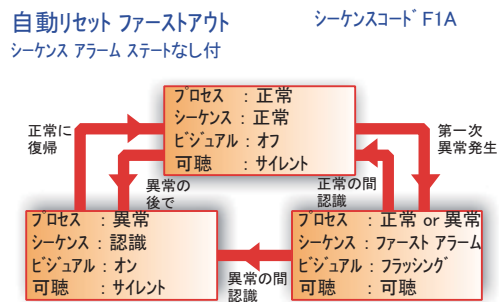 自動リセット ファーストアウト
シーケンスコード F1A
シーケンス アラーム ステートなし付
プロセス : 正常
シーケンス : 正常
ビジュアル : オフ
可聴 : サイレント
正常に
復帰
第一次
異常発生
異常の
後で
正常の間
認識
プロセス : 異常
シーケンス : 認識
ビジュアル : オン
可聴 : サイレント
異常の間
認識
プロセス : 正常 or 異常
シーケンス : ファースト アラーム
ビジュアル : フラッシング
可聴 : 可聴